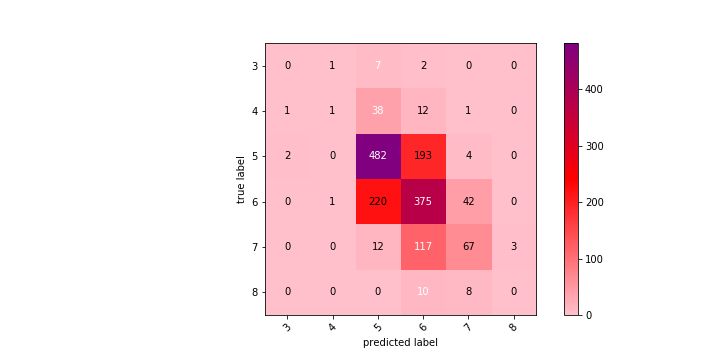 3 0 1 7 2 0 0
4 1 1 38 12 1 0
5 2 0 482 193 4 0
6 0 1 220 375 42 0
7 0 0 12 117 67 3
8 0 0 0 10 8 0
3 4 5 6 7 8
predicted label
true label
400
300
200
100
0